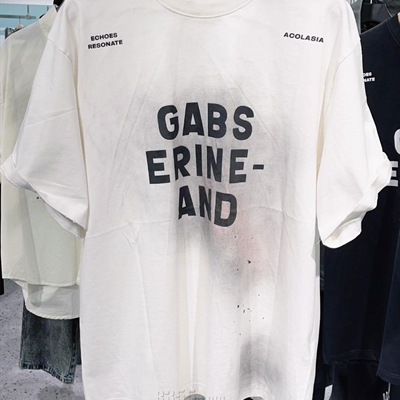 ECHOES
RESONATE
ACOLASIA
GABS
ERINE-
AND